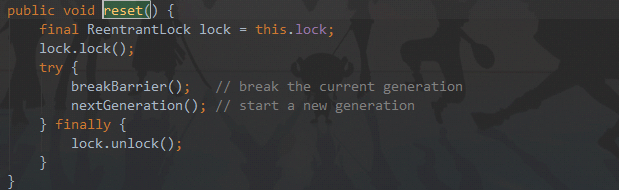 public void reset() {
    final ReentrantLock lock = this.lock;
    lock.lock();
    try {
        breakBarrier();   // break the current generation
        nextGeneration(); // start a new generation
    } finally {
        lock.unlock();
    }
}